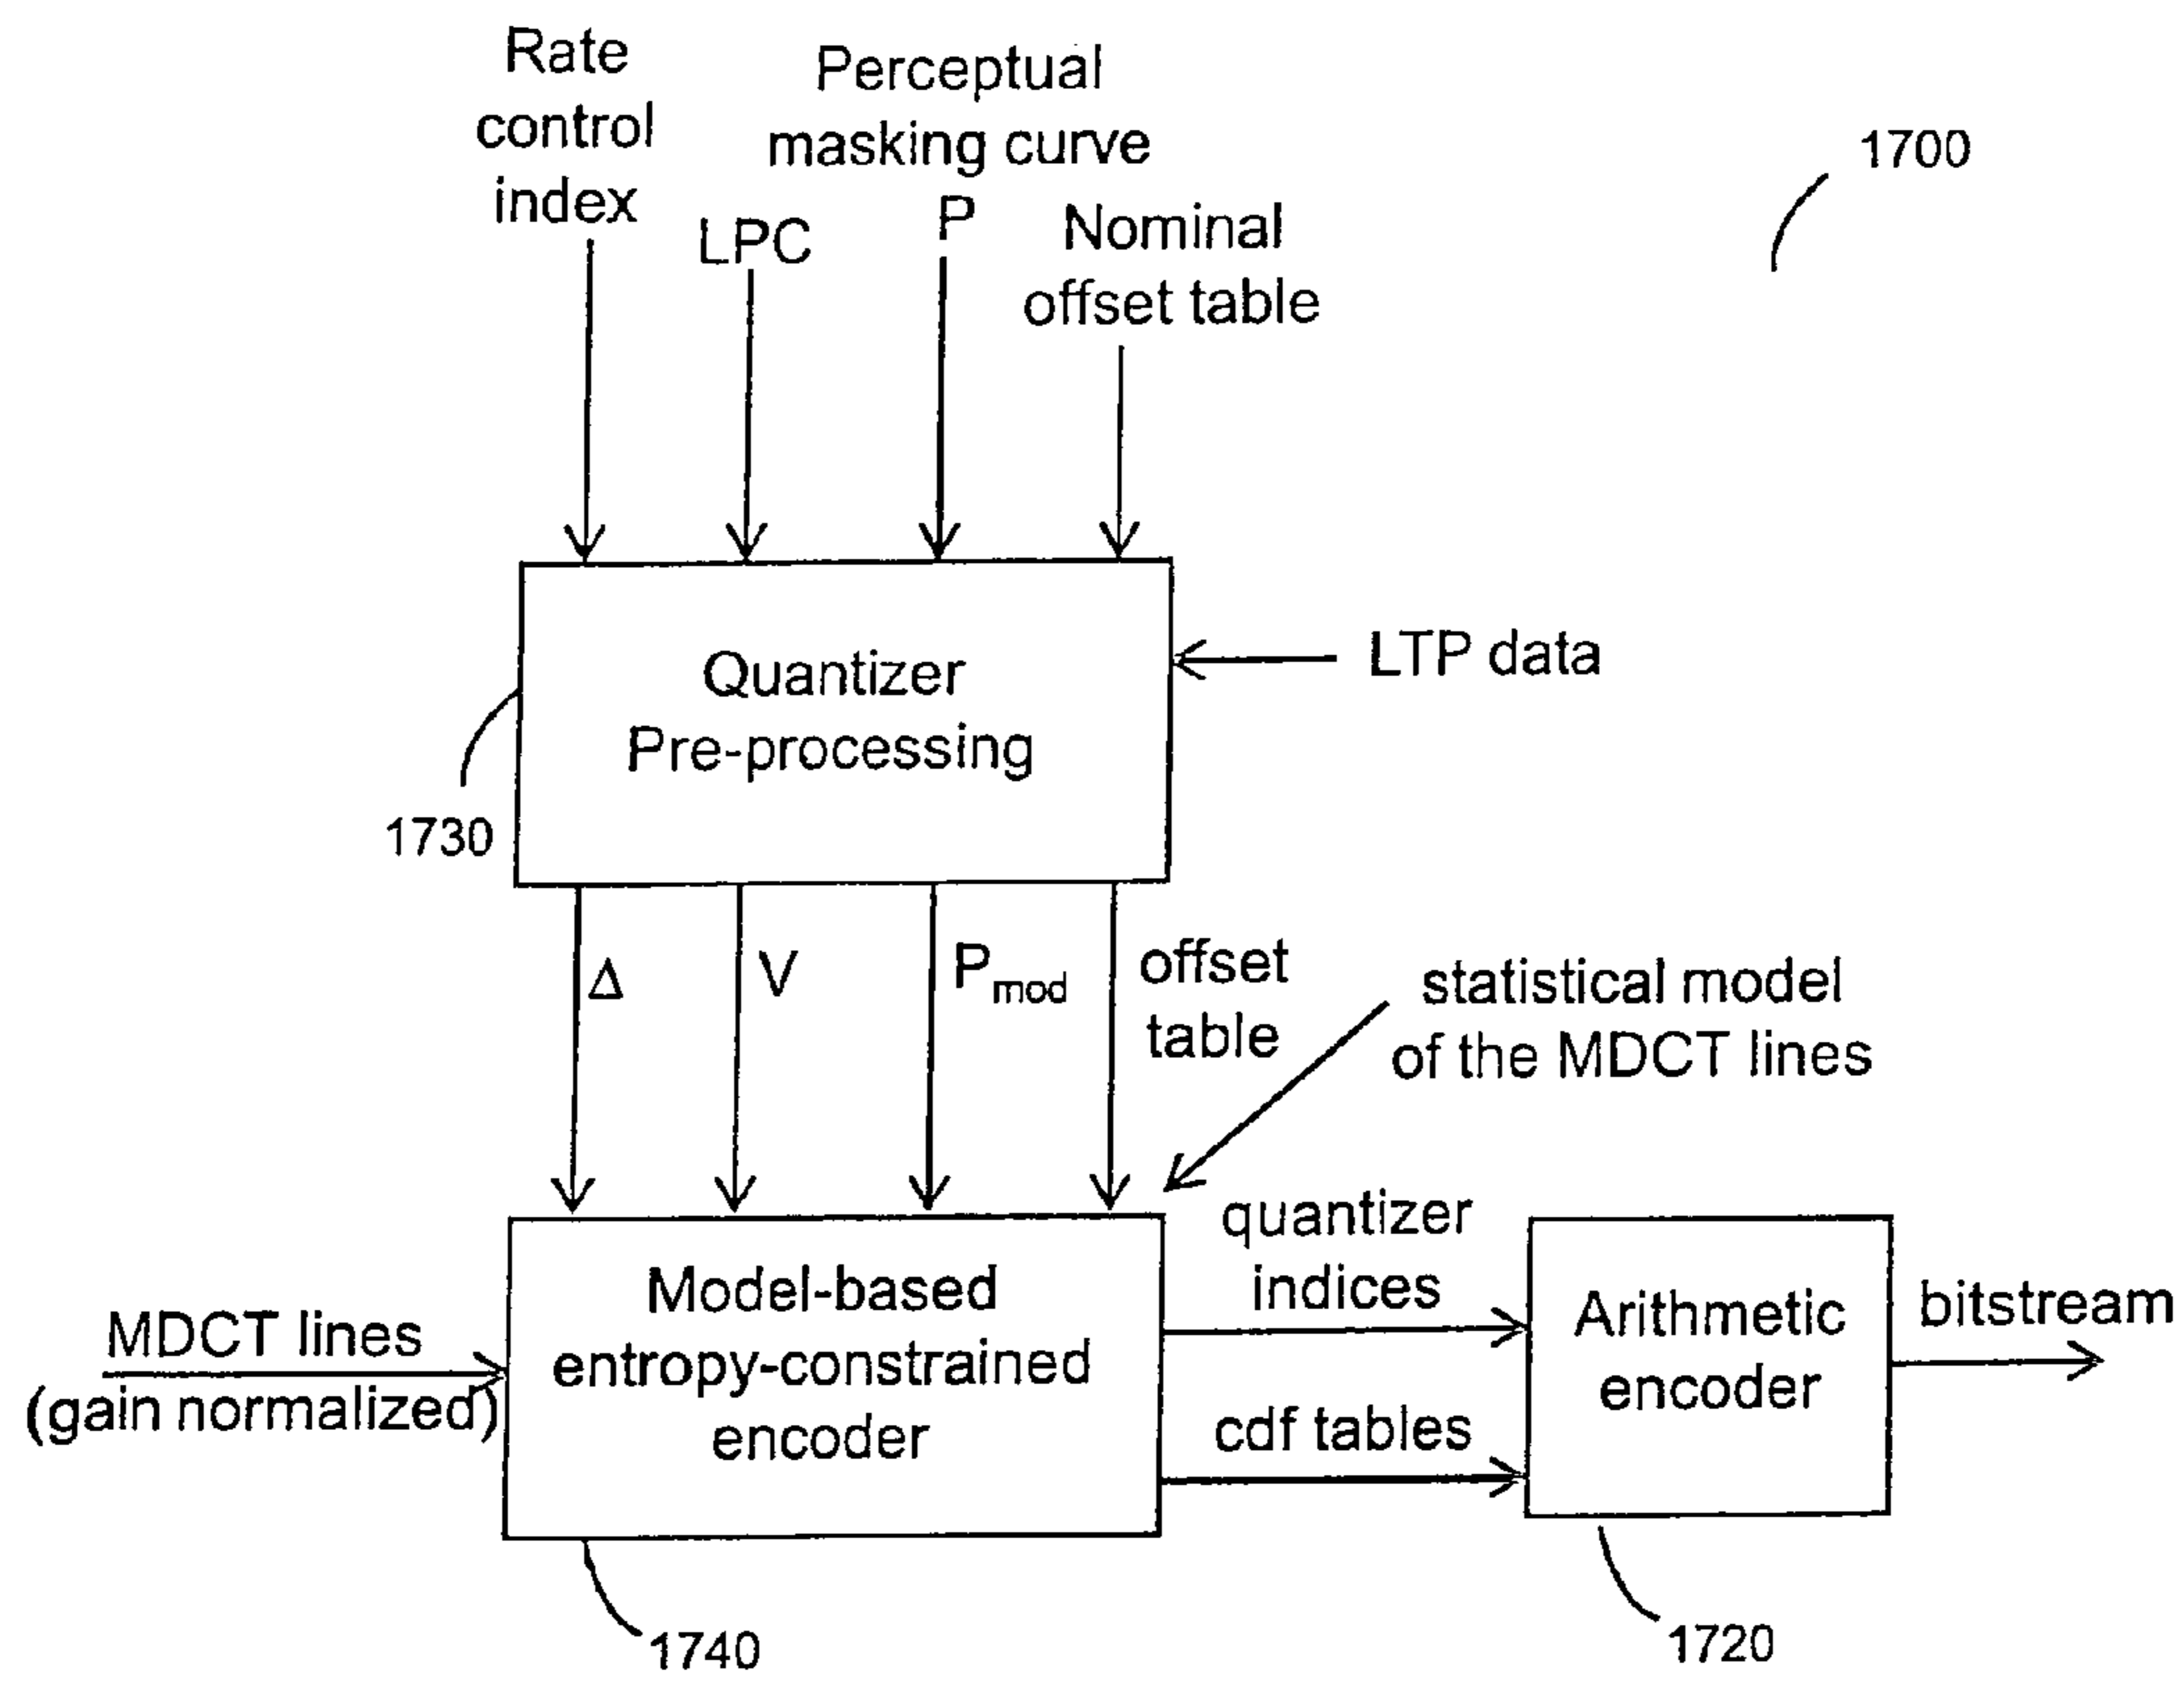 Rate
control
index
LPC
Perceptual
masking curve
P
Nominal
offset table
1700
Quantizer
Pre-processing
LTP data
1730
Δ
V
Pmod
offset
table
statistical model
of the MDCT lines
MDCT lines
(gain normalized)
Model-based
entropy-constrained
encoder
quantizer
indices
cdf tables
Arithmetic
encoder
bitstream
1740
1720